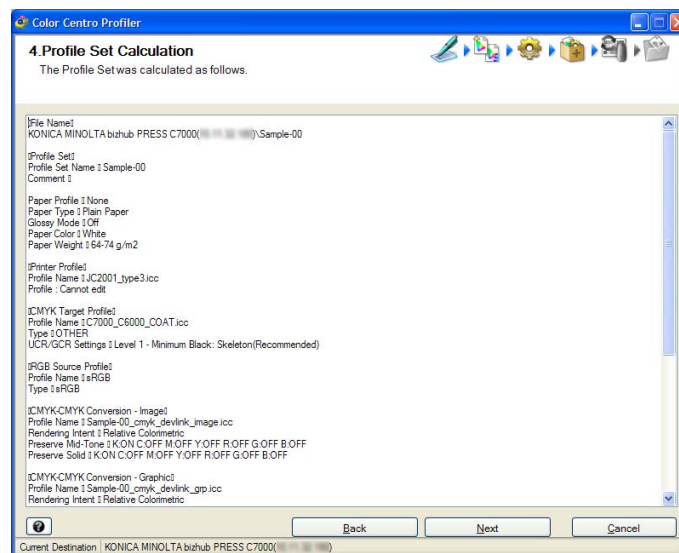 Color Centro Profiler
4.Profile Set Calculation
The Profile Set was calculated as follows.
▯File Name▯
KONICA MINOLTA bizhub PRESS C7000( )\Sample-00
▯Profile Set▯
Profile Set Name ▯ Sample-00
Comment ▯
Paper Profile ▯ None
Paper Type ▯ Plain Paper
Glossy Mode ▯ Off
Paper Color ▯ White
Paper Weight ▯ 64-74 g/m2
▯Printer Profile▯
Profile Name ▯ JC2001_type3.icc
Profile : Cannot edit
▯CMYK Target Profile▯
Profile Name ▯ C7000_C6000_COAT.icc
Type ▯ OTHER
UCR/GCR Settings ▯ Level 1 - Minimum Black: Skeleton(Recommended)
▯RGB Source Profile▯
Profile Name ▯ sRGB
Type ▯ sRGB
▯CMYK-CMYK Conversion - Image▯
Profile Name ▯ Sample-00_cmyk_devlink_image.icc
Rendering Intent ▯ Relative Colorimetric
Preserve Mid-Tone ▯ K:ON C:OFF M:OFF Y:OFF R:OFF G:OFF B:OFF
Preserve Solid ▯ K:ON C:OFF M:OFF Y:OFF R:OFF G:OFF B:OFF
▯CMYK-CMYK Conversion - Graphic▯
Profile Name ▯ Sample-00_cmyk_devlink_grp.icc
Rendering Intent ▯ Relative Colorimetric
? Back Next Cancel
Current Destination KONICA MINOLTA bizhub PRESS C7000( )